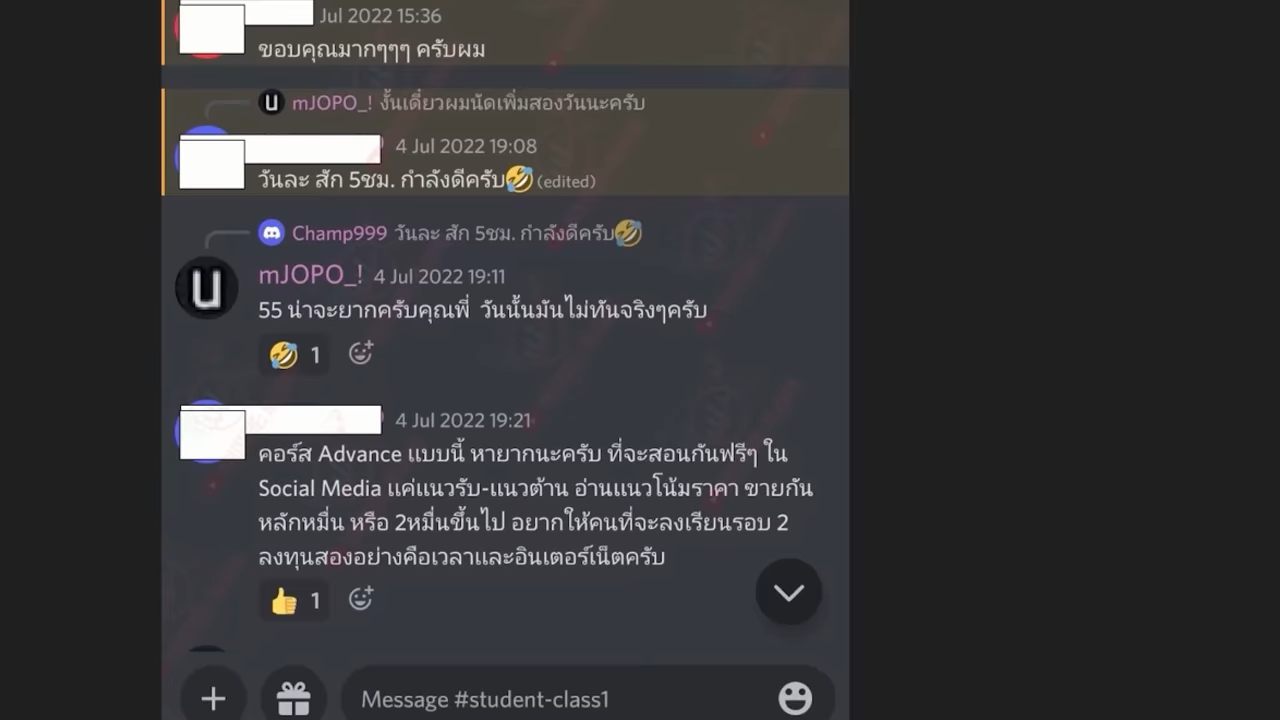 Jul 2022 15:36
ขอบคุณมากๆๆๆ ครับผม
U mJOPO_! งั้นเดี๋ยวผมนัดเพิ่มสองวันนะครับ
4 Jul 2022 19:08
วันละ สัก 5ชม. กำลังดีครับ🤣 (edited)
Champ999 วันละ สัก 5ชม. กำลังดีครับ🤣
U
mJOPO_! 4 Jul 2022 19:11
55 น่าจะยากครับคุณพี่ วันนั้นมันไม่ทันจริงๆครับ
🤣 1
4 Jul 2022 19:21
คอร์ส Advance แบบนี้ หายากนะครับ ที่จะสอนกันฟรีๆ ใน
Social Media แค่แนวรับ-แนวต้าน อ่านแนวโน้มราคา ขายกัน
หลักหมื่น หรือ 2หมื่นขึ้นไป อยากให้คนที่จะลงเรียนรอบ 2
ลงทุนสองอย่างคือเวลาและอินเตอร์เน็ตครับ
👍 1
Message #student-class1